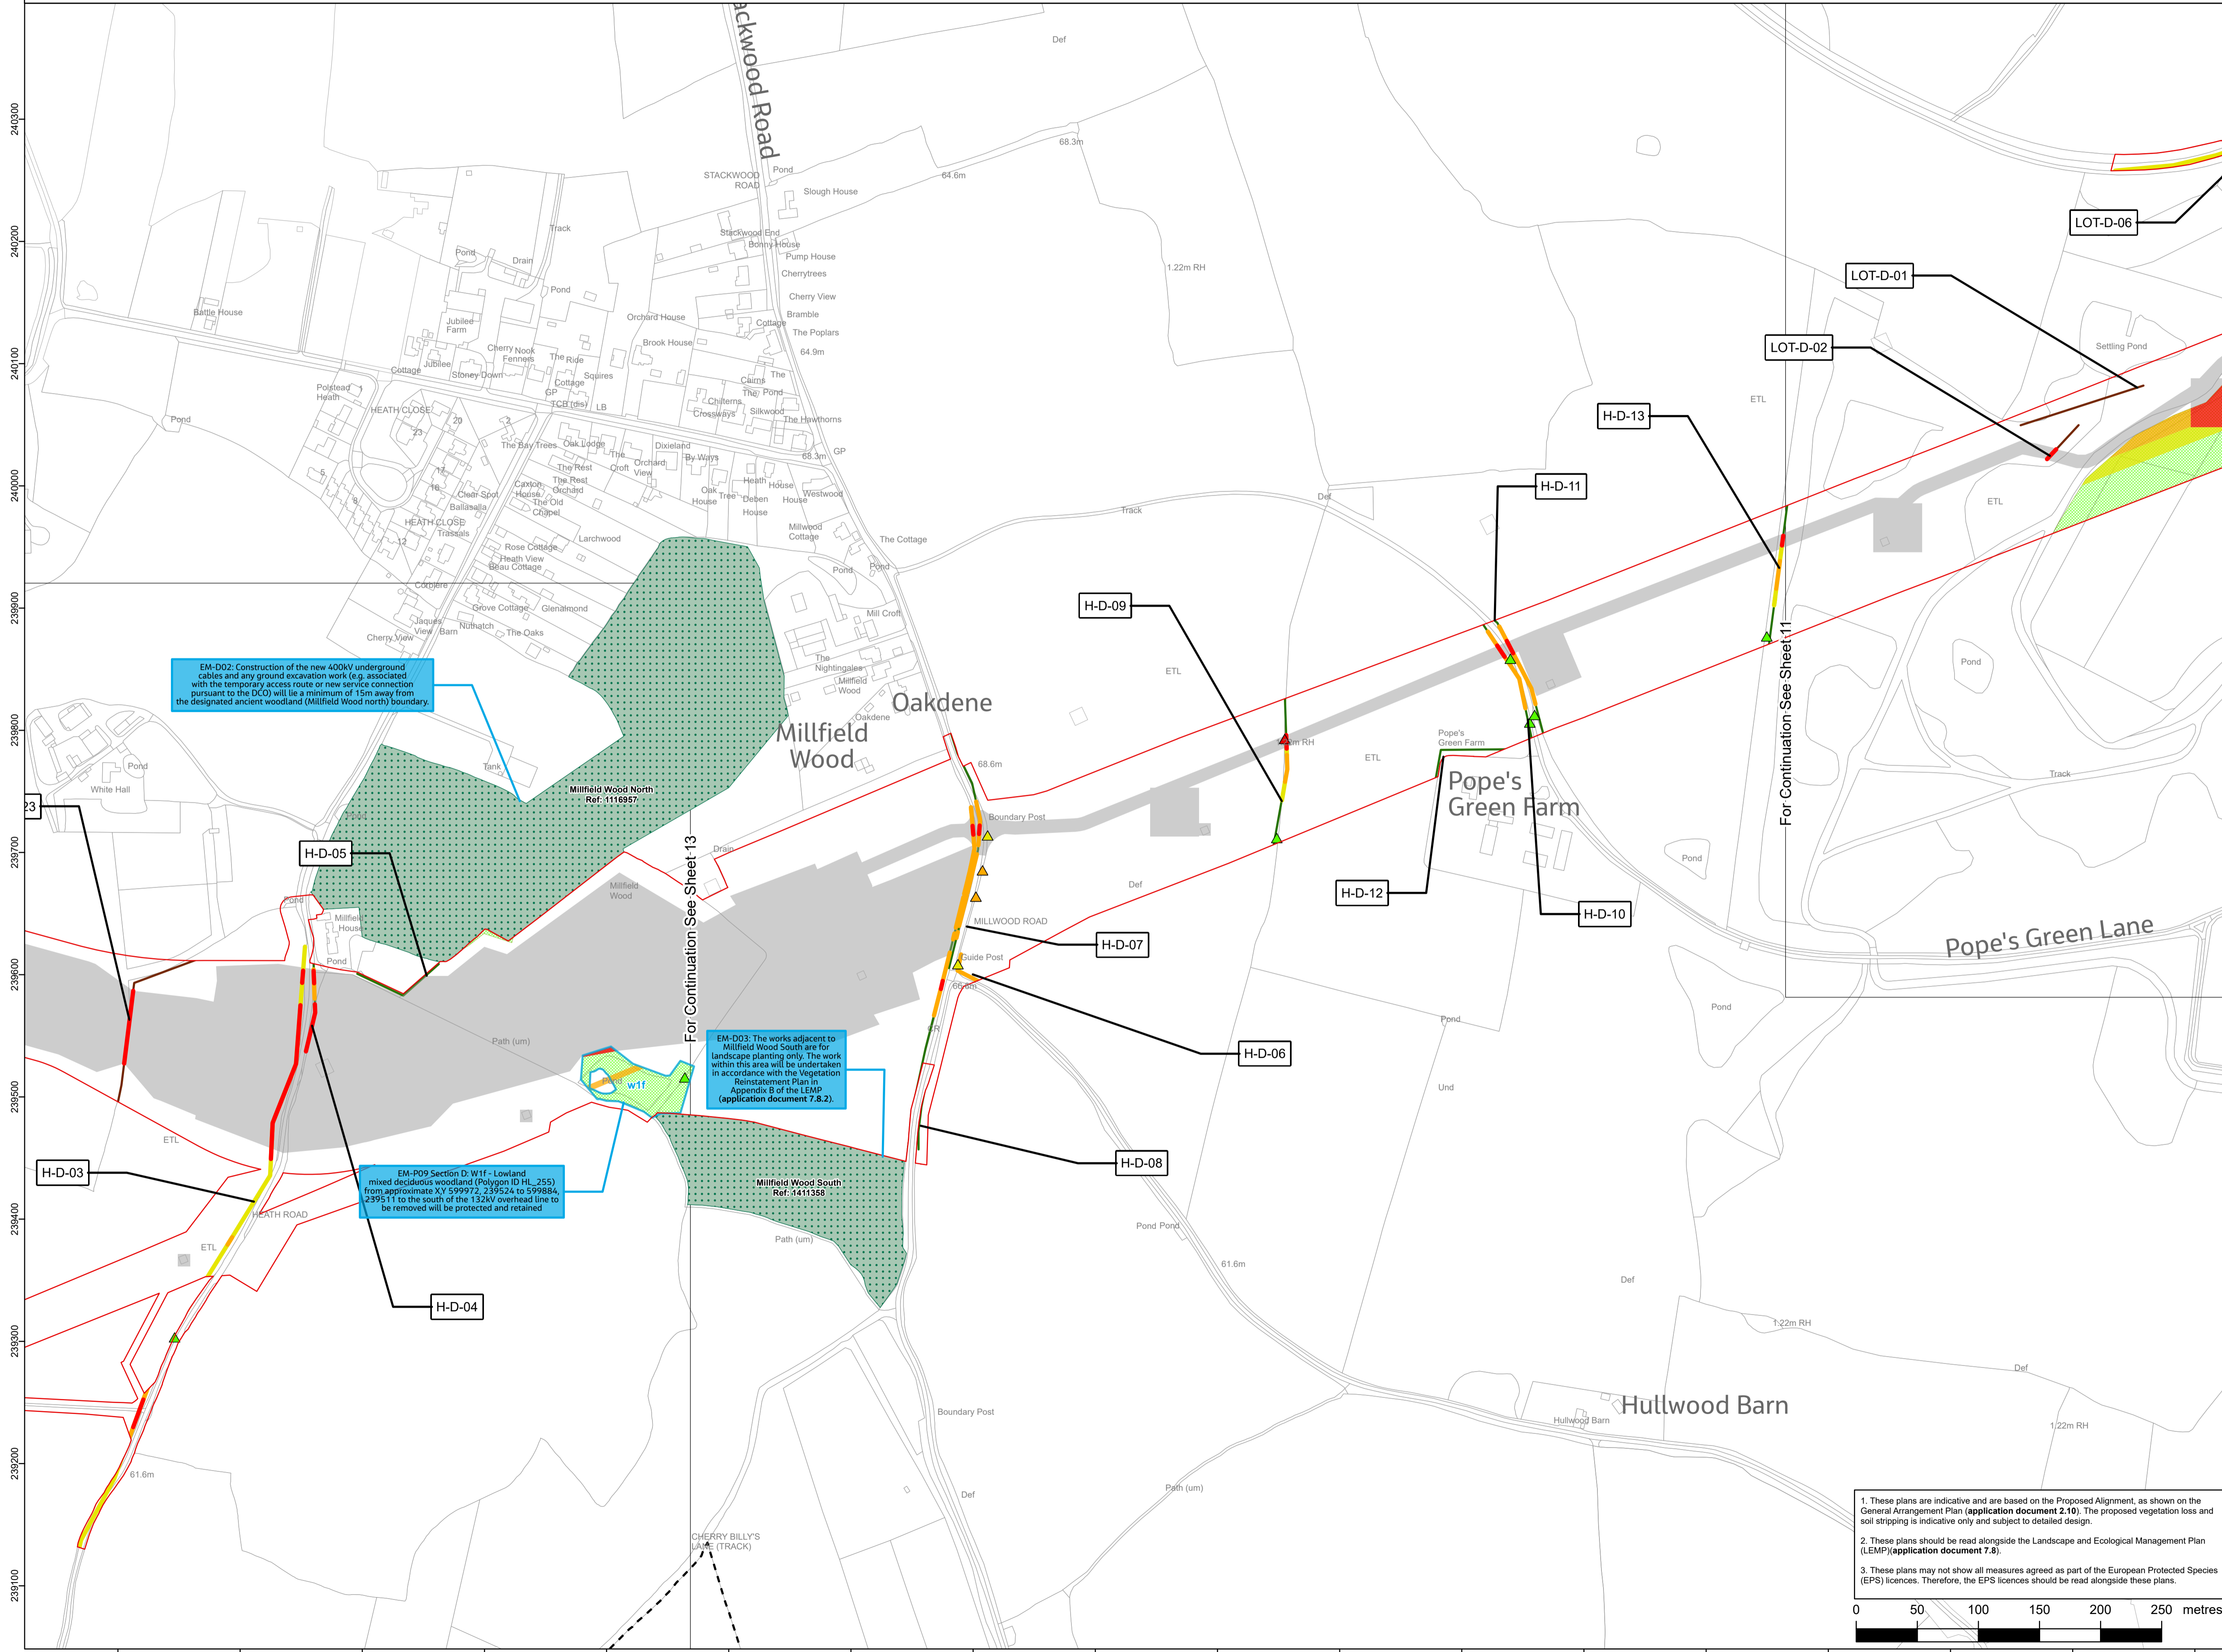 ackwood Road
Def
240300
68.3m
Pond
STACKWOOD
ROAD
64.6m
Slough House
LOT-D-06
Track
240200
Stackwood End
Bonny House
Pond
Drain
Pump House
Cherrytrees
1.22m RH
LOT-D-01
Pond
Cherry View
Battle House
Orchard House
Bramble
Jubilee
Farm
Cottage
The Poplars
Brook House
LOT-D-02
Settling Pond
Cherry Nook
Fenners
64.9m
240100
The Ride
Jubilee
Cottage
Stoney Down
Squires
Cottage
The
Cairns
Polstead
Heath
1
GP
The Pond
ETL
Chilterns
TCB (dis)
LB
HEATH CLOSE
Crossways
Silkwood
H-D-13
Pond
20
2
The Hawthorns
23
The Bay Trees
Oak Lodge
Dixieland
GP
The
Croft
Orchard
View
By Ways
68.3m
5
17
The Rest
240000
16
Caxton
House
The Rest
Orchard
Heath
House
H-D-11
8
Clear Spot
Oak
House
Tree
Deben
House
House
Westwood
Def
ETL
Ballasalla
The Old
Chapel
Track
HEATH CLOSE
Trassals
Millwood
Cottage
12
Larchwood
The Cottage
Rose Cottage
Heath View
Beau Cottage
Pond
Pond
Corbiere
239900
Grove Cottage
Glenalmond
H-D-09
Mill Croft
Jaques
View
Barn
Nuthatch
The Oaks
Cherry View
EM-D02: Construction of the new 400kV underground
cables and any ground excavation work (e.g. associated
with the temporary access route or new service connection
pursuant to the DCO) will lie a minimum of 15m away from
the designated ancient woodland (Millfield Wood north) boundary.
The
Nightingales
Millfield
Wood
ETL
For Continuation See Sheet 11
Pond
Oakdene
Oakdene
239800
Millfield
Wood
Pope's
Green Farm
m RH
ETL
68.6m
Tank
Pond
Track
White Hall
Millfield Wood North
Ref: 1116957
Pope's
Green Farm
23
Pond
Boundary Post
239700
H-D-05
For Continuation See Sheet 13
Drain
Pond
Millfield
Wood
Def
H-D-12
Pond
Millfield
House
MILLWOOD ROAD
H-D-10
Pope's Green Lane
H-D-07
Pond
Guide Post
239600
66.8m
Pond
CR
Pond
Path (um)
EM-D03: The works adjacent to
Millfield Wood South are for
landscape planting only. The work
within this area will be undertaken
in accordance with the Vegetation
Reinstatement Plan in
Appendix B of the LEMP
(application document 7.8.2).
H-D-06
Pond
w1f
Und
239500
ETL
H-D-03
EM-P09 Section D: W1f - Lowland
mixed deciduous woodland (Polygon ID HL_255)
from approximate X,Y 599972, 239524 to 599884,
239511 to the south of the 132kV overhead line to
be removed will be protected and retained
H-D-08
Millfield Wood South
Ref: 1411358
239400
HEATH ROAD
Pond Pond
Path (um)
ETL
61.6m
Def
H-D-04
239300
1.22m RH
Def
Hullwood Barn
Boundary Post
Hullwood Barn
1.22m RH
239200
61.6m
Path (um)
Def
CHERRY BILLY'S
LANE (TRACK)
239100
1. These plans are indicative and are based on the Proposed Alignment, as shown on the
General Arrangement Plan (application document 2.10). The proposed vegetation loss and
soil stripping is indicative only and subject to detailed design.
2. These plans should be read alongside the Landscape and Ecological Management Plan
(LEMP)(application document 7.8).
3. These plans may not show all measures agreed as part of the European Protected Species
(EPS) licences. Therefore, the EPS licences should be read alongside these plans.
0 50 100 150 200 250 metres